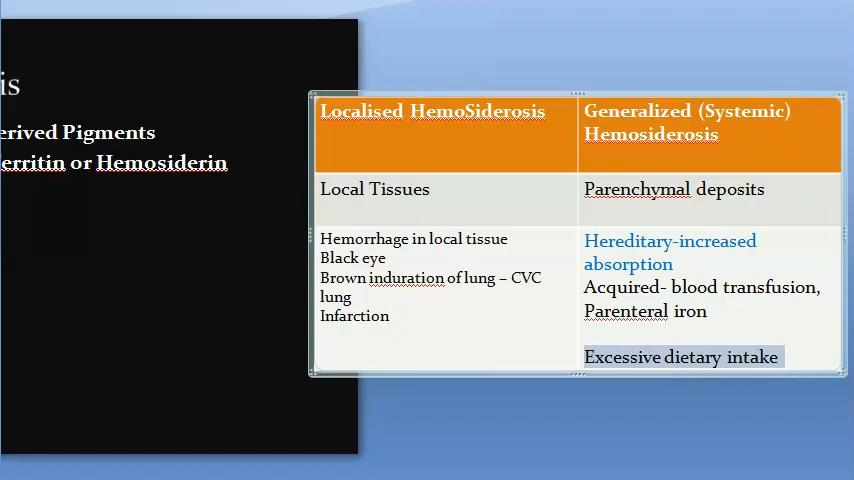 is
erived Pigments
erritin or Hemosiderin
Localised HemoSiderosis
Generalized (Systemic)
Hemosiderosis
Local Tissues
Parenchymal deposits
Hemorrhage in local tissue
Black eye
Brown induration of lung – CVC
lung
Infarction
Hereditary-increased
absorption
Acquired- blood transfusion,
Parenteral iron
Excessive dietary intake